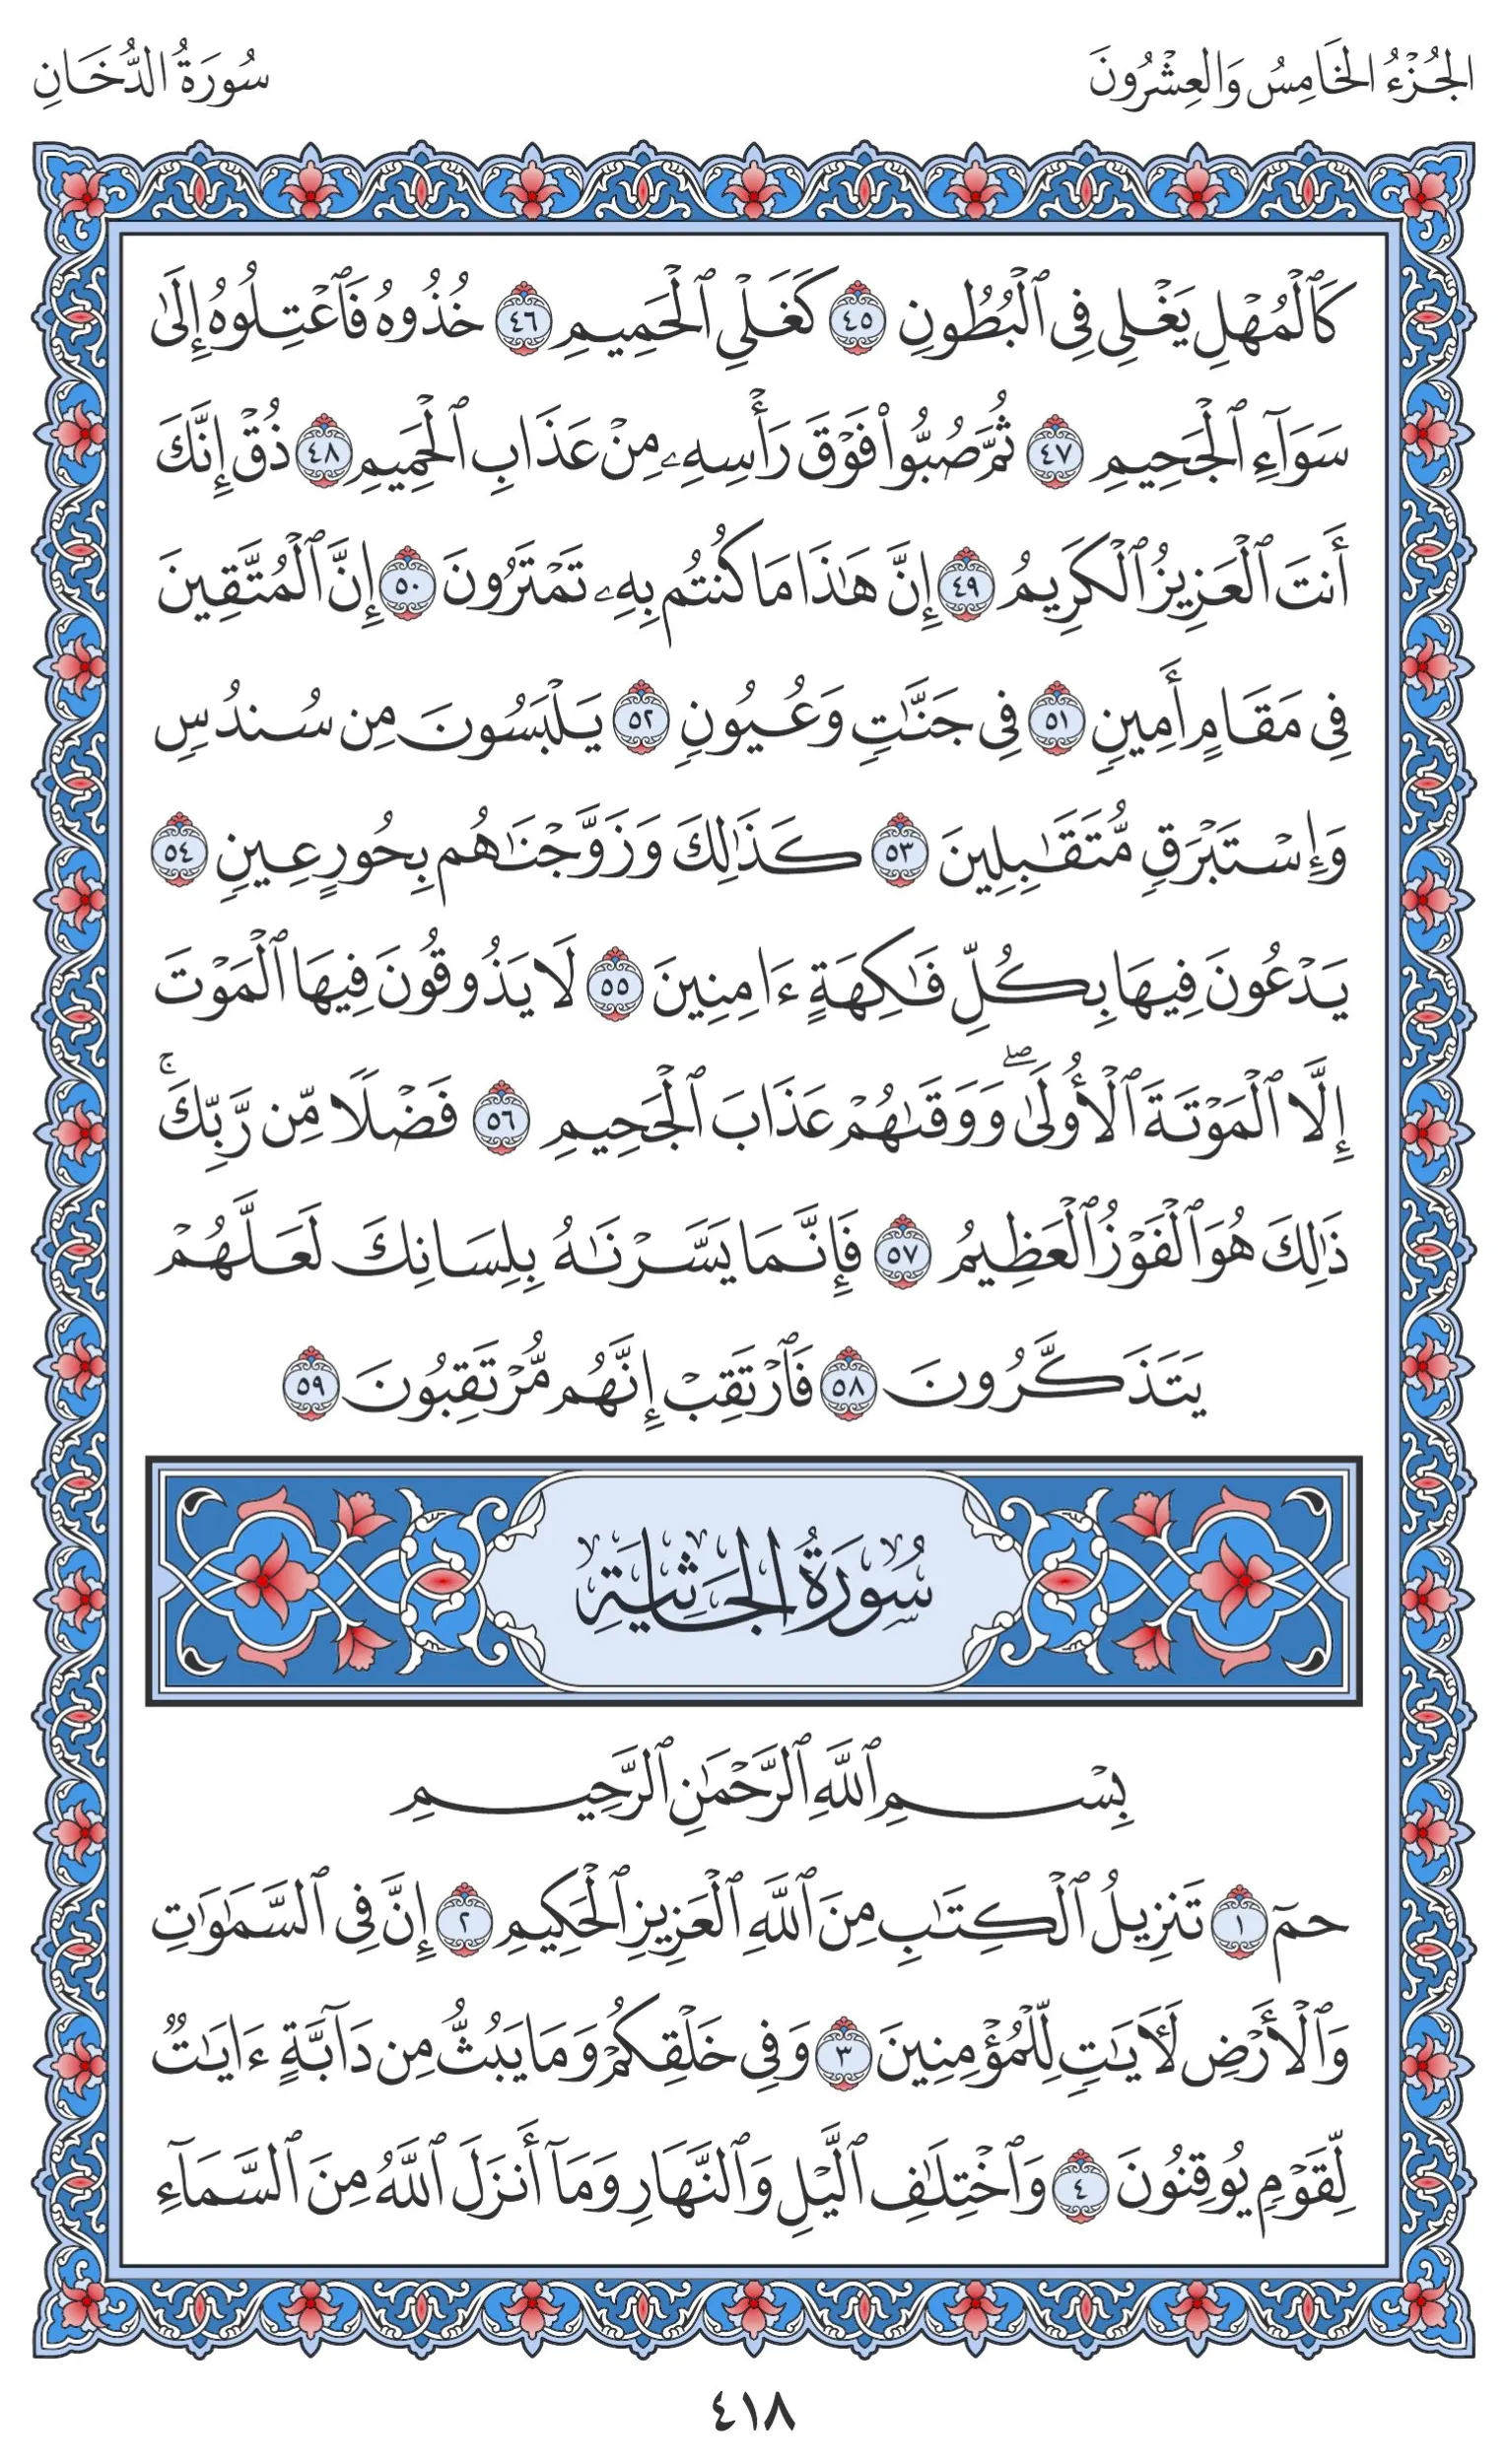 الجُزْءُ الخَامِسُ وَالعِشْرُونَ
سُورَةُ الدُّخَانِ
كَٱلْمُهْلِ يَغْلِي فِي ٱلْبُطُونِ ٤٥ كَغَلْيِ ٱلْحَمِيمِ ٤٦ خُذُوهُ فَٱعْتِلُوهُ إِلَىٰ
سَوَآءِ ٱلْجَحِيمِ ٤٧ ثُمَّ صُبُّوا۟ فَوْقَ رَأْسِهِۦ مِنْ عَذَابِ ٱلْحَمِيمِ ٤٨ ذُقْ إِنَّكَ
أَنتَ ٱلْعَزِيزُ ٱلْكَرِيمُ ٤٩ إِنَّ هَٰذَا مَا كُنتُم بِهِۦ تَمْتَرُونَ ٥٠ إِنَّ ٱلْمُتَّقِينَ
فِي مَقَامٍ أَمِينٍ ٥١ فِي جَنَّٰتٍ وَعُيُونٍ ٥٢ يَلْبَسُونَ مِن سُندُسٍ
وَإِسْتَبْرَقٍ مُّتَقَٰبِلِينَ ٥٣ كَذَٰلِكَ وَزَوَّجْنَٰهُم بِحُورٍ عِينٍ ٥٤
يَدْعُونَ فِيهَا بِكُلِّ فَٰكِهَةٍ ءَامِنِينَ ٥٥ لَا يَذُوقُونَ فِيهَا ٱلْمَوْتَ
إِلَّا ٱلْمَوْتَةَ ٱلْأُولَىٰۖ وَوَقَىٰهُمْ عَذَابَ ٱلْجَحِيمِ ٥٦ فَضْلًا مِّن رَّبِّكَۚ
ذَٰلِكَ هُوَ ٱلْفَوْزُ ٱلْعَظِيمُ ٥٧ فَإِنَّمَا يَسَّرْنَٰهُ بِلِسَانِكَ لَعَلَّهُمْ
يَتَذَكَّرُونَ ٥٨ فَٱرْتَقِبْ إِنَّهُم مُّرْتَقِبُونَ ٥٩
سُورَةُ الجَاثِيَةِ
بِسْمِ ٱللَّهِ ٱلرَّحْمَٰنِ ٱلرَّحِيمِ
حمٓ ١ تَنزِيلُ ٱلْكِتَٰبِ مِنَ ٱللَّهِ ٱلْعَزِيزِ ٱلْحَكِيمِ ٢ إِنَّ فِي ٱلسَّمَٰوَٰتِ
وَٱلْأَرْضِ لَءَايَٰتٍ لِّلْمُؤْمِنِينَ ٣ وَفِي خَلْقِكُمْ وَمَا يَبُثُّ مِن دَآبَّةٍ ءَايَٰتٌ
لِّقَوْمٍ يُوقِنُونَ ٤ وَٱخْتِلَٰفِ ٱلَّيْلِ وَٱلنَّهَارِ وَمَآ أَنزَلَ ٱللَّهُ مِنَ ٱلسَّمَآءِ
٤١٨